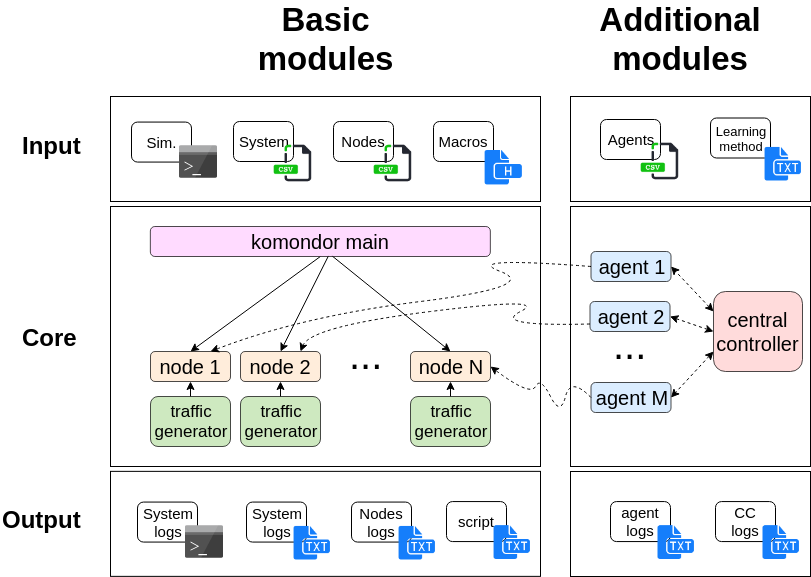 Basic
modules
Additional
modules
Input
Sim.
>_
System
CSV
Nodes
CSV
Macros
H
Agents
CSV
Learning
method
TXT
Core
komondor main
node 1
node 2
...
node N
traffic
generator
traffic
generator
traffic
generator
agent 1
agent 2
...
agent M
central
controller
Output
System
logs
>_
System
logs
TXT
Nodes
logs
TXT
script
TXT
agent
logs
TXT
CC
logs
TXT